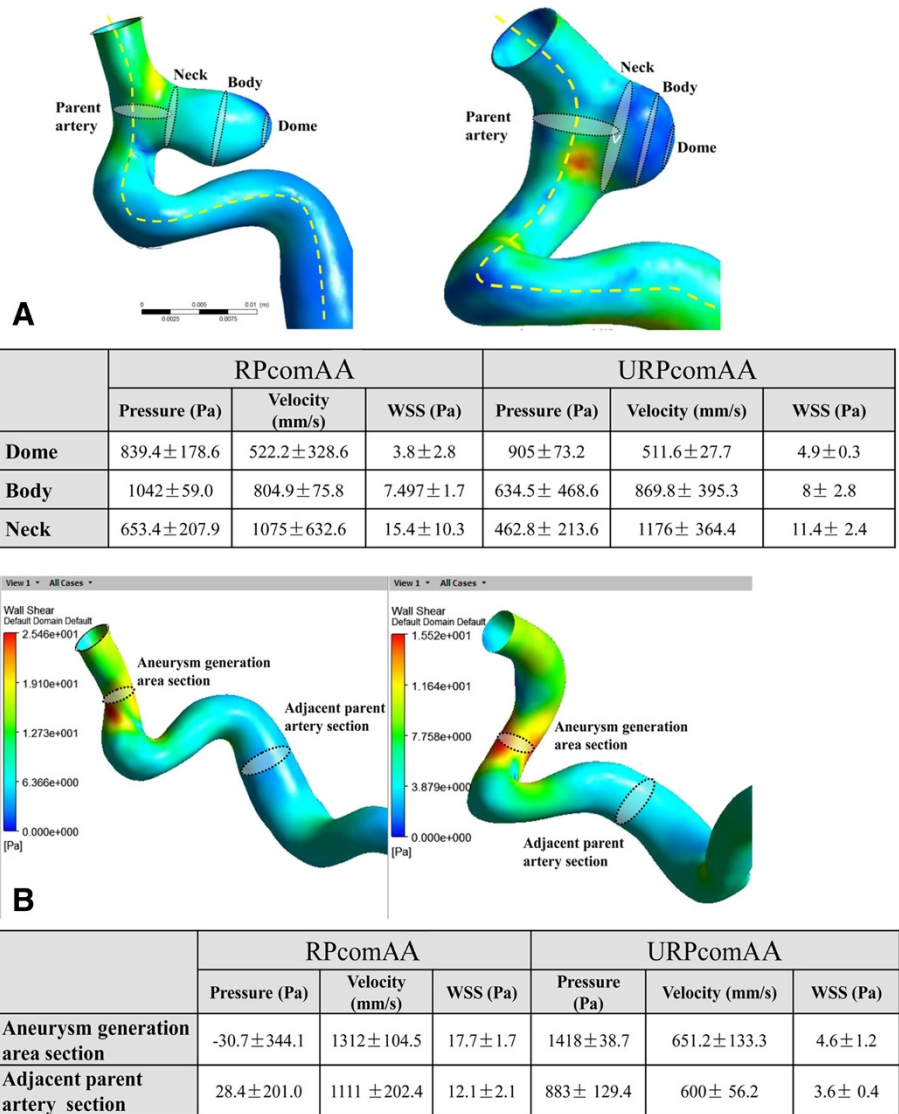 Neck
Body
Parent
artery
Dome
Neck
Body
Parent
artery
Dome
A
0 0.005 0.01 (m)
0.0025 0.0075
RPcomAA URPcomAA
Pressure (Pa) Velocity (mm/s) WSS (Pa) Pressure (Pa) Velocity (mm/s) WSS (Pa)
Dome 839.4±178.6 522.2±328.6 3.8±2.8 905±73.2 511.6±27.7 4.9±0.3
Body 1042±59.0 804.9±75.8 7.497±1.7 634.5± 468.6 869.8± 395.3 8± 2.8
Neck 653.4±207.9 1075±632.6 15.4±10.3 462.8± 213.6 1176± 364.4 11.4± 2.4
View 1 All Cases
Wall Shear
Default Domain Default
2.546e+001
1.910e+001
1.273e+001
6.366e+000
0.000e+000
[Pa]
Aneurysm generation
area section
Adjacent parent
artery section
View 1 All Cases
Wall Shear
Default Domain Default
1.552e+001
1.164e+001
7.758e+000
3.879e+000
0.000e+000
[Pa]
Aneurysm generation
area section
Adjacent parent
artery section
B
RPcomAA URPcomAA
Pressure (Pa) Velocity (mm/s) WSS (Pa) Pressure (Pa) Velocity (mm/s) WSS (Pa)
Aneurysm generation area section -30.7±344.1 1312±104.5 17.7±1.7 1418±38.7 651.2±133.3 4.6±1.2
Adjacent parent artery section 28.4±201.0 1111 ±202.4 12.1±2.1 883± 129.4 600± 56.2 3.6± 0.4